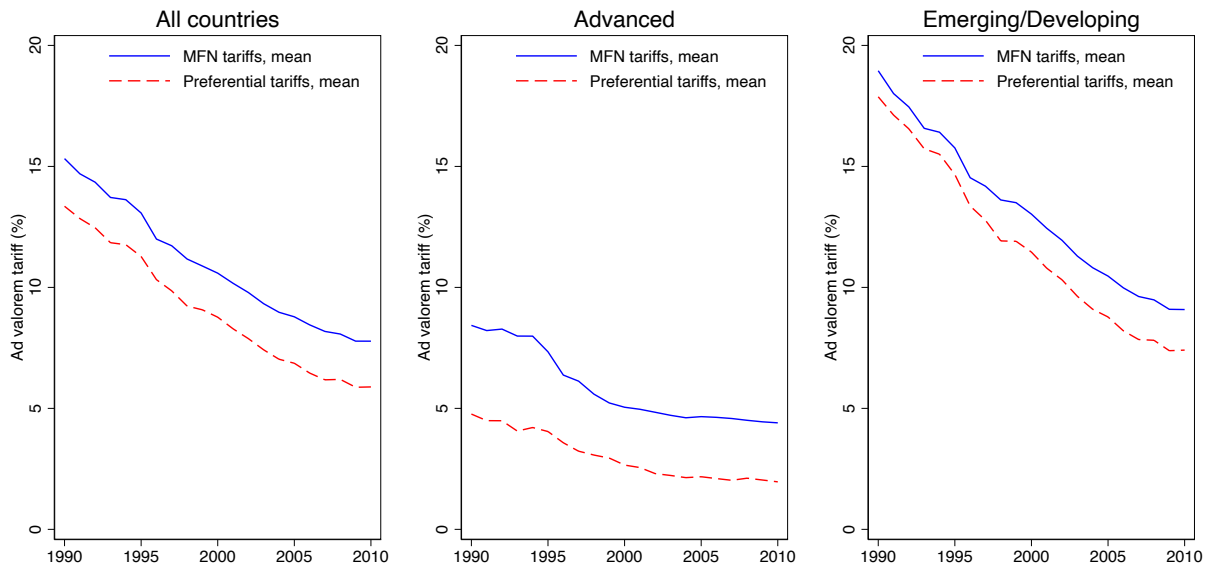 All countries
MFN tariffs, mean
Preferential tariffs, mean
Ad valorem tariff (%)
20
15
10
5
0
1990 1995 2000 2005 2010
Advanced
MFN tariffs, mean
Preferential tariffs, mean
Ad valorem tariff (%)
20
15
10
5
0
1990 1995 2000 2005 2010
Emerging/Developing
MFN tariffs, mean
Preferential tariffs, mean
Ad valorem tariff (%)
20
15
10
5
0
1990 1995 2000 2005 2010